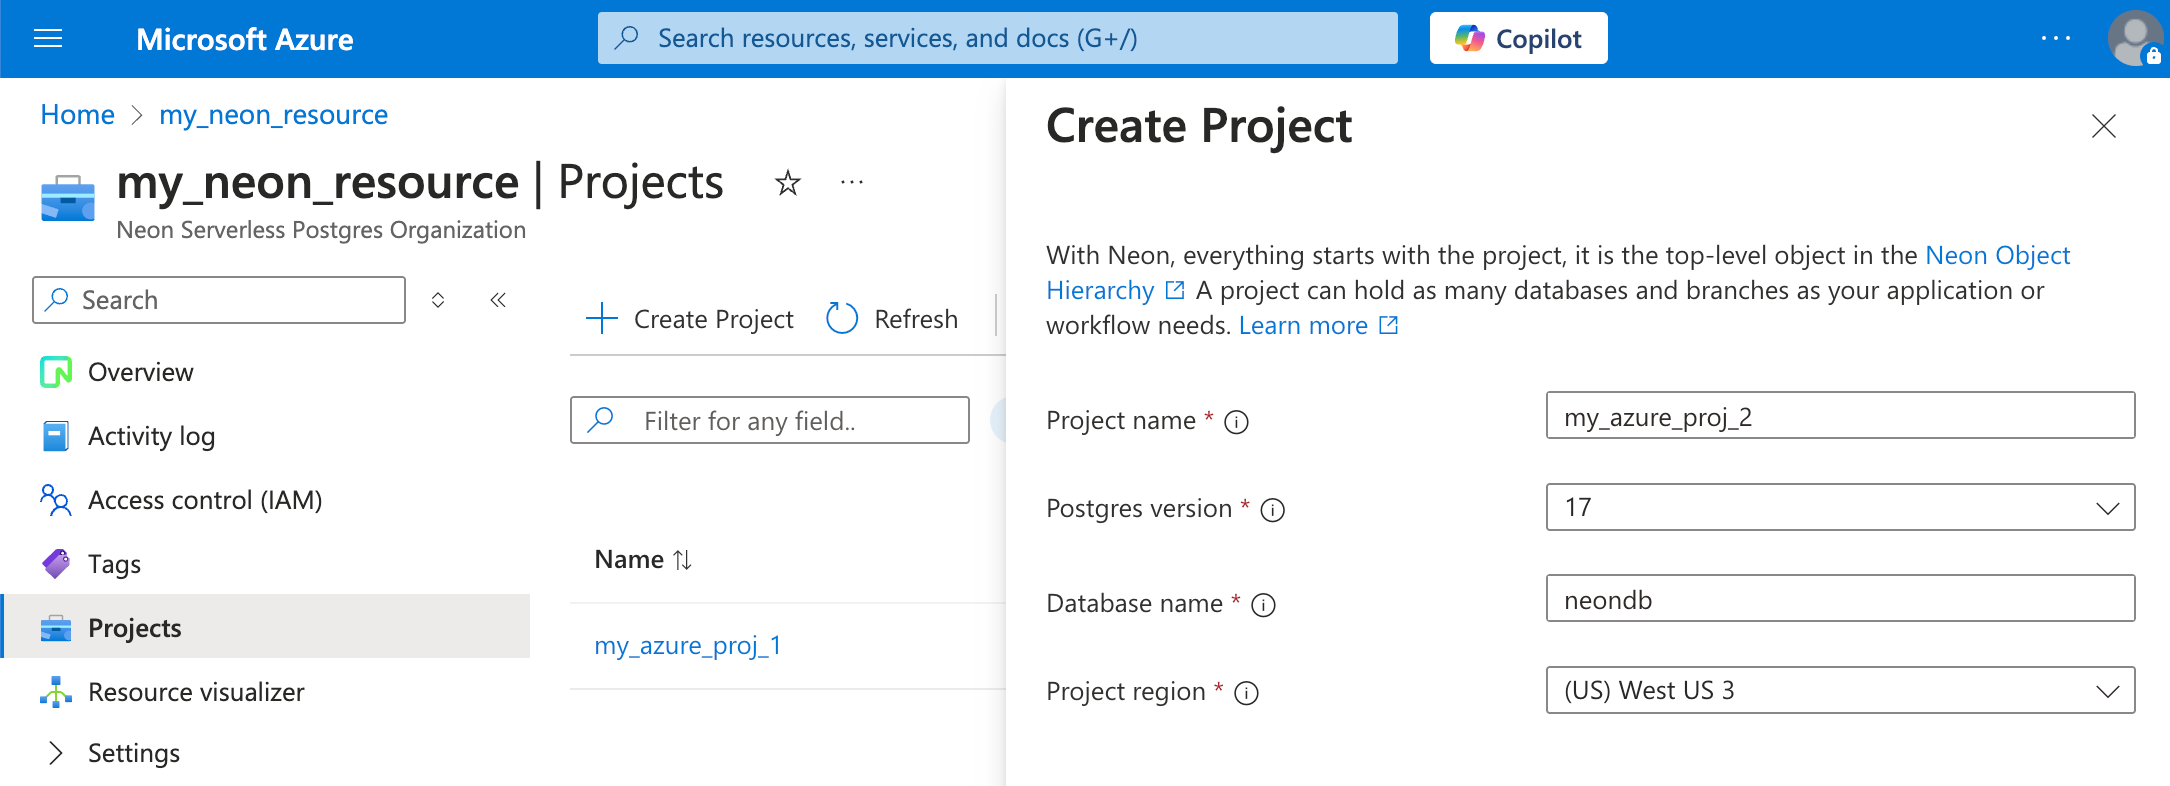 Microsoft Azure
Search resources, services, and docs (G+/)
Copilot
Home > my_neon_resource
my_neon_resource | Projects
Neon Serverless Postgres Organization
Search
Overview
Activity log
Access control (IAM)
Tags
Projects
Resource visualizer
Settings
Create Project
Refresh
Filter for any field..
Name
my_azure_proj_1
Create Project
With Neon, everything starts with the project, it is the top-level object in the Neon Object
Hierarchy A project can hold as many databases and branches as your application or
workflow needs. Learn more
Project name *
my_azure_proj_2
Postgres version *
17
Database name *
neondb
Project region *
(US) West US 3